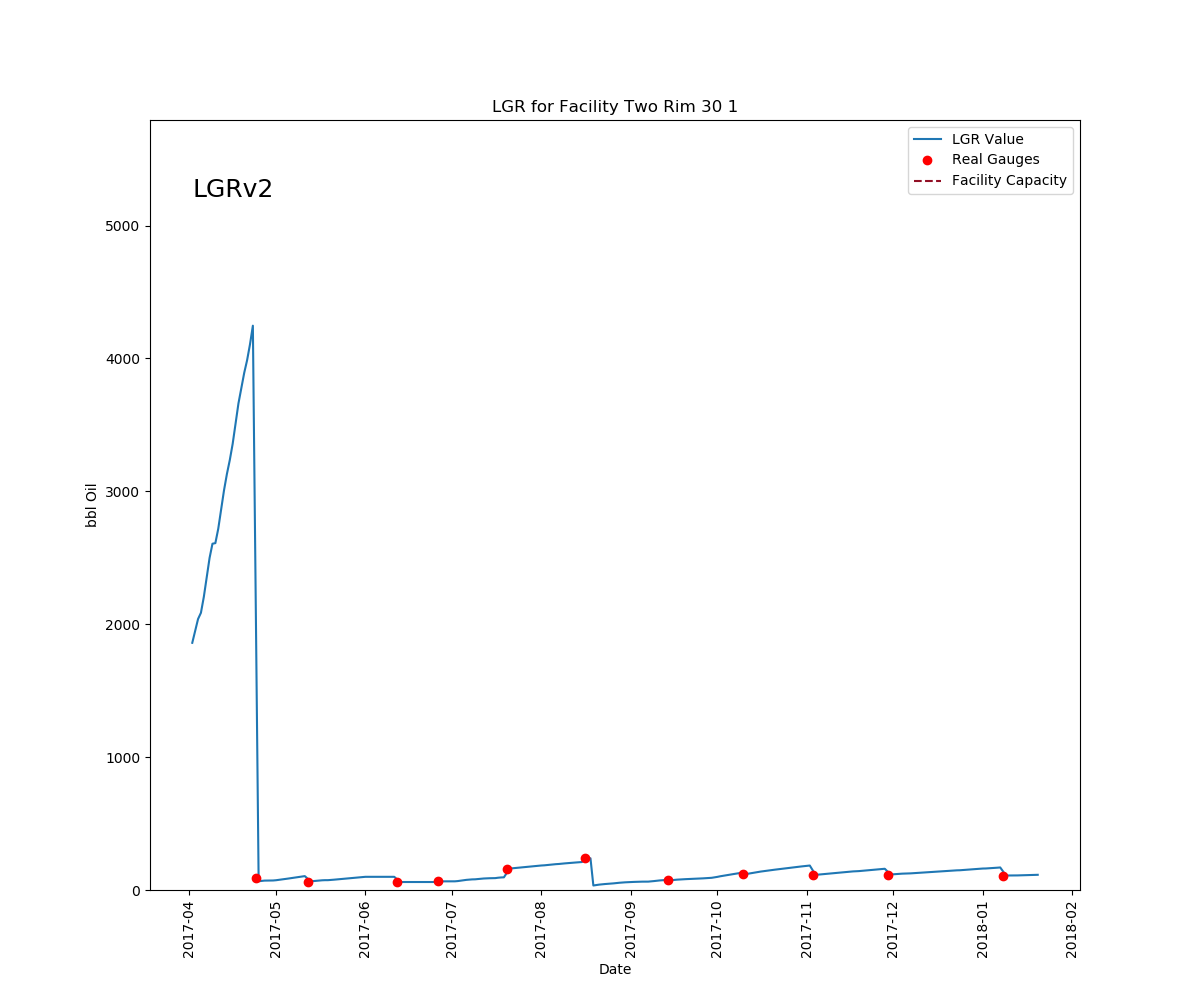 LGR for Facility Two Rim 30 1
LGRv2
LGR Value
Real Gauges
Facility Capacity
bbl Oil
5000
4000
3000
2000
1000
0
2017-04
2017-05
2017-06
2017-07
2017-08
2017-09
2017-10
2017-11
2017-12
2018-01
2018-02
Date